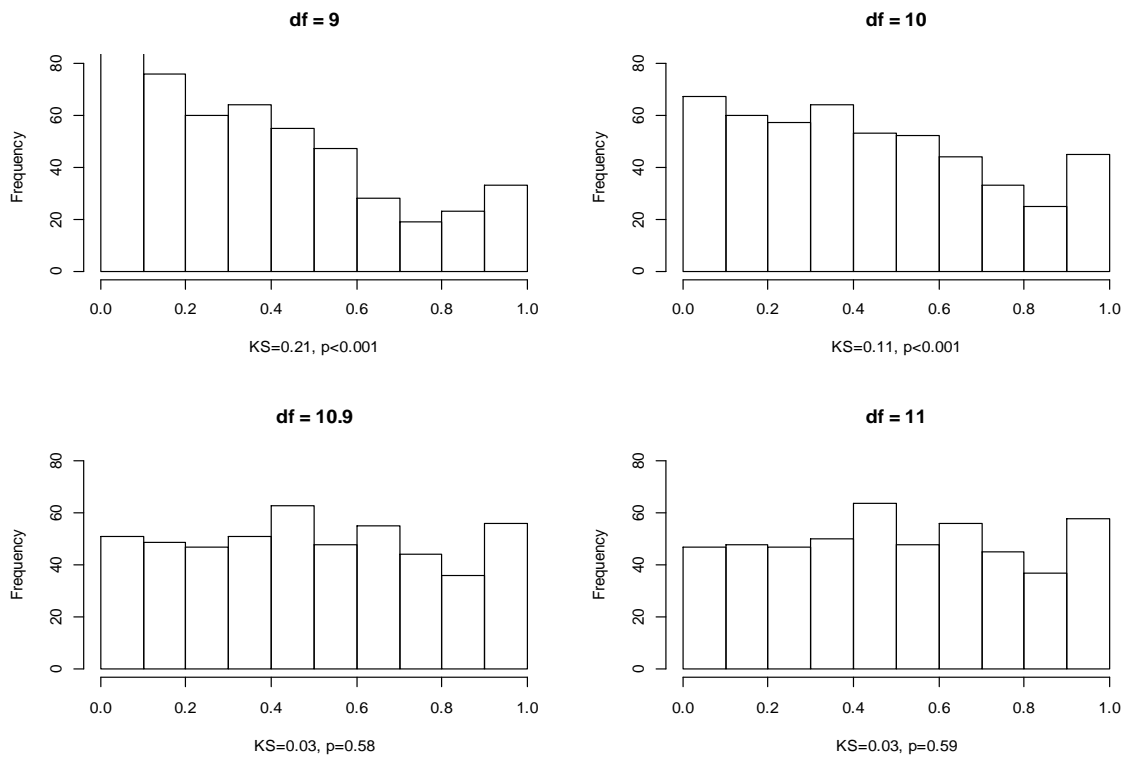 df = 9
Frequency
80
60
40
20
0
0.0 0.2 0.4 0.6 0.8 1.0
KS=0.21, p<0.001
df = 10
Frequency
80
60
40
20
0
0.0 0.2 0.4 0.6 0.8 1.0
KS=0.11, p<0.001
df = 10.9
Frequency
80
60
40
20
0
0.0 0.2 0.4 0.6 0.8 1.0
KS=0.03, p=0.58
df = 11
Frequency
80
60
40
20
0
0.0 0.2 0.4 0.6 0.8 1.0
KS=0.03, p=0.59